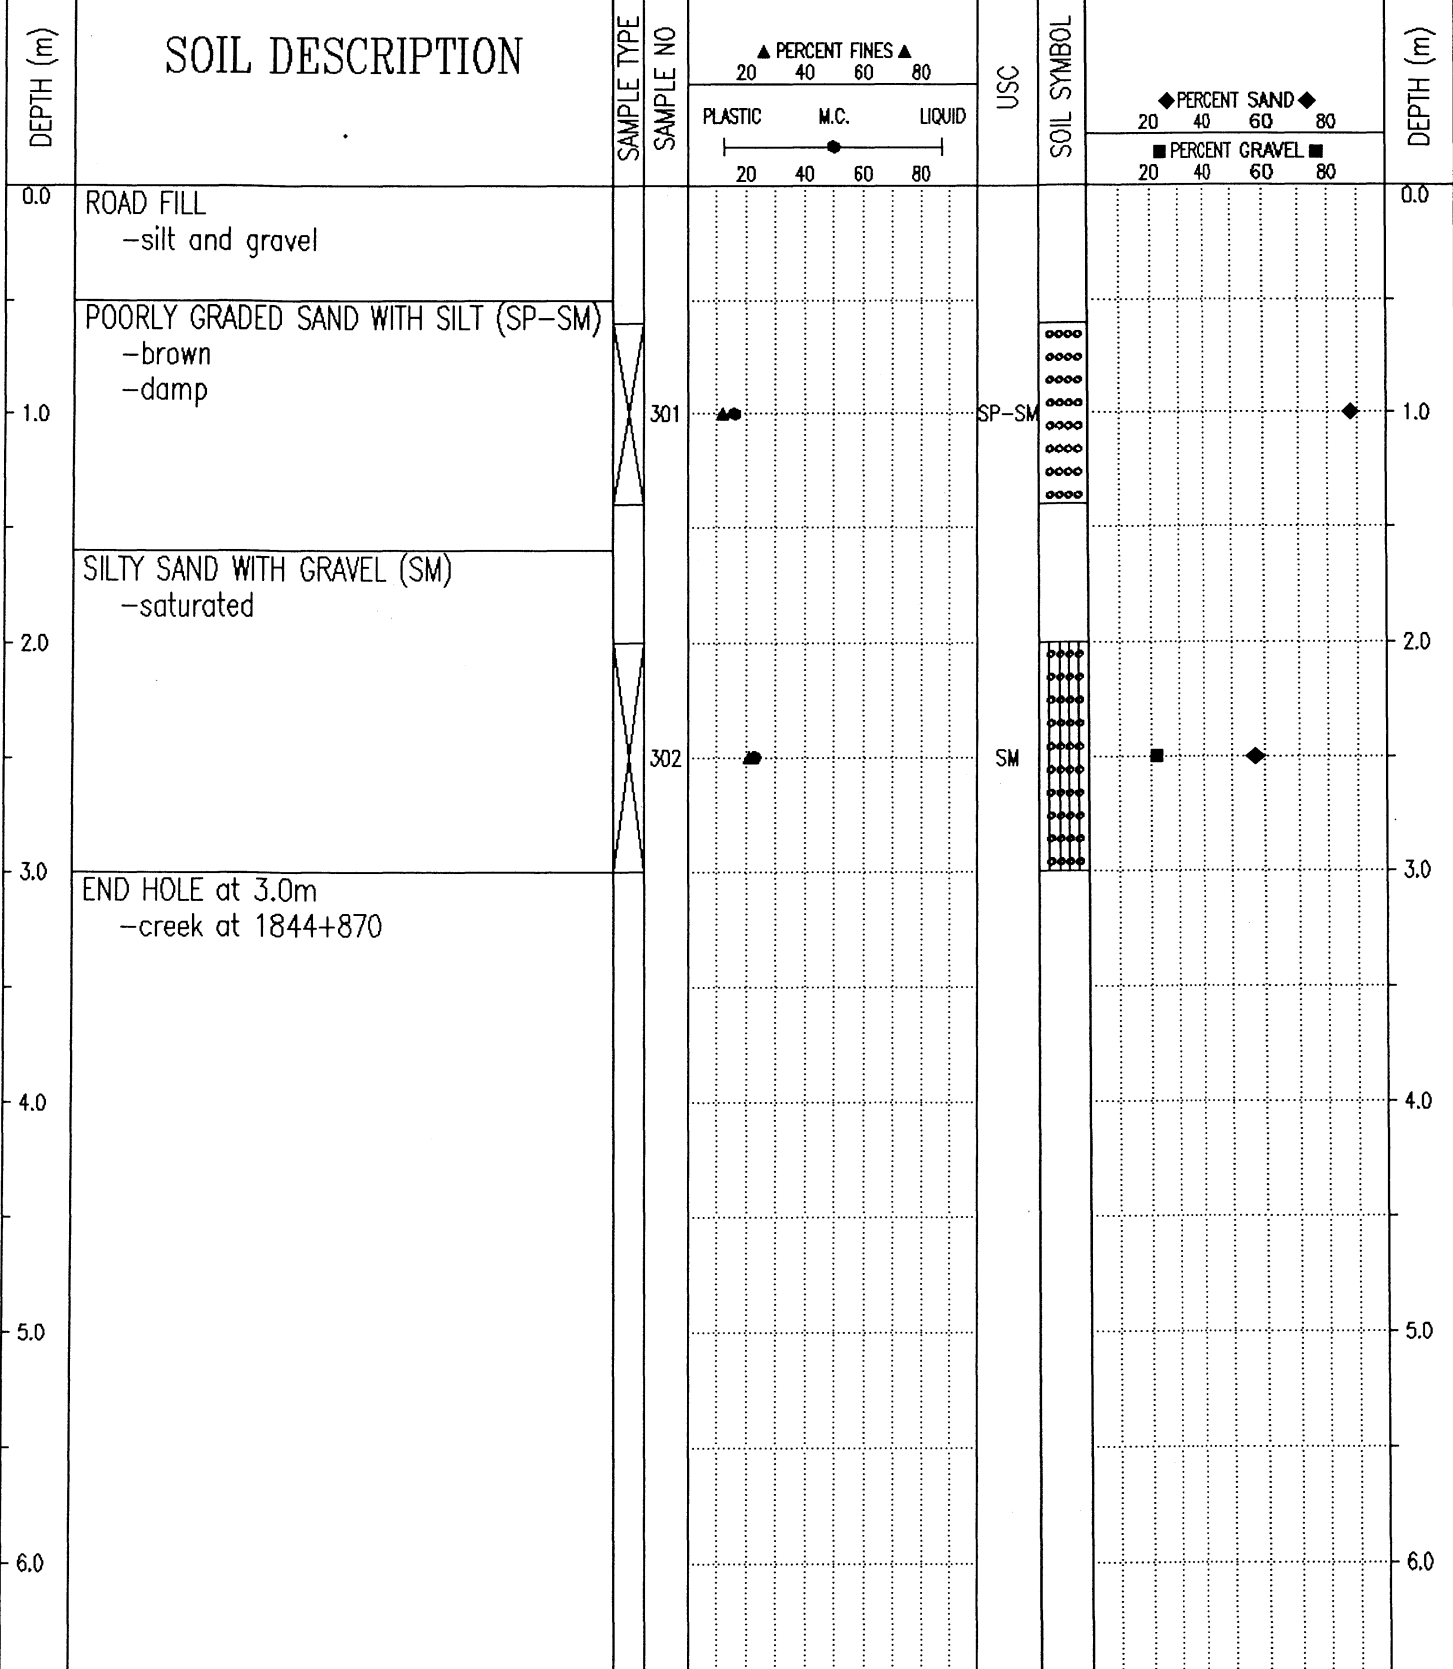 DEPTH (m)
SOIL DESCRIPTION
SAMPLE TYPE
SAMPLE NO
▲ PERCENT FINES ▲
20 40 60 80
PLASTIC M.C. LIQUID
20 40 60 80
USC
SOIL SYMBOL
◆ PERCENT SAND ◆
20 40 60 80
■ PERCENT GRAVEL ■
20 40 60 80
DEPTH (m)
0.0 0.0
ROAD FILL
-silt and gravel
POORLY GRADED SAND WITH SILT (SP-SM)
-brown
-damp
1.0 301 SP-SM 1.0
SILTY SAND WITH GRAVEL (SM)
-saturated
2.0 2.0
302 SM
3.0 3.0
END HOLE at 3.0m
-creek at 1844+870
4.0 4.0
5.0 5.0
6.0 6.0